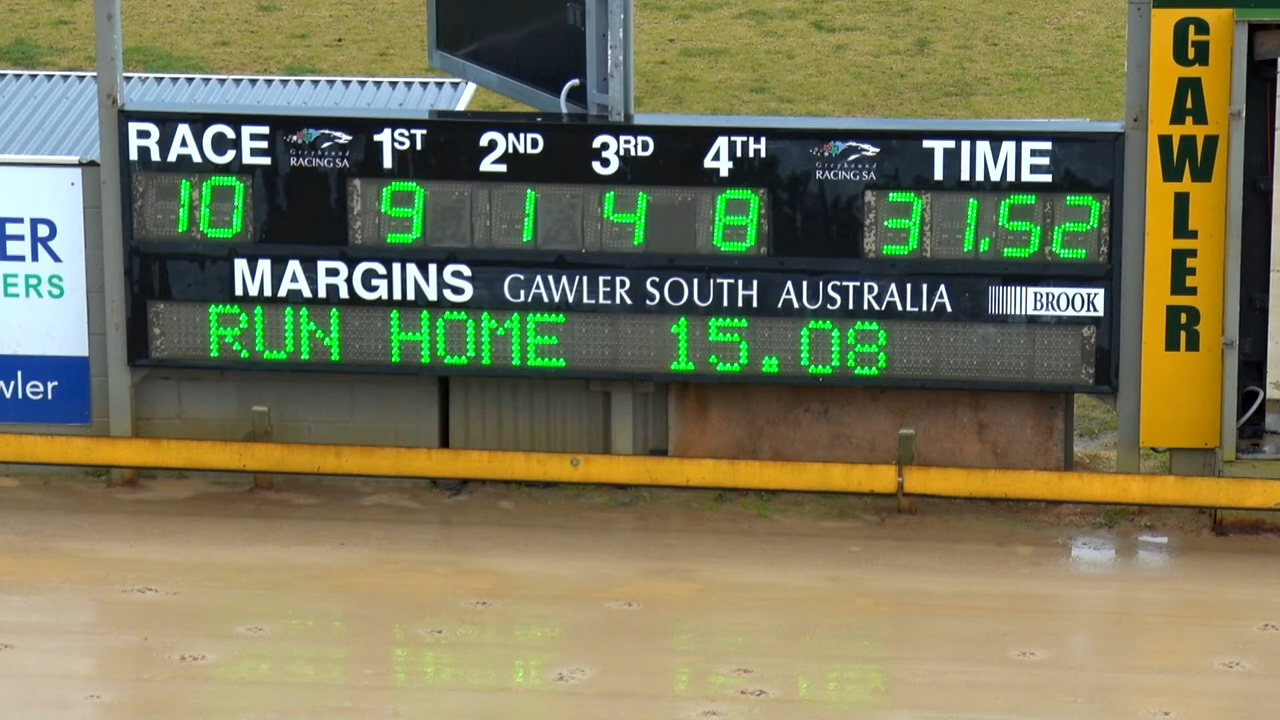 RACE Greyhound RACING SA 1ST 2ND 3RD 4TH Greyhound RACING SA TIME
10 9 1 4 8 31.52
MARGINS GAWLER SOUTH AUSTRALIA BROOK
RUN HOME 15.08
GAWLER
ER
ERS
wler